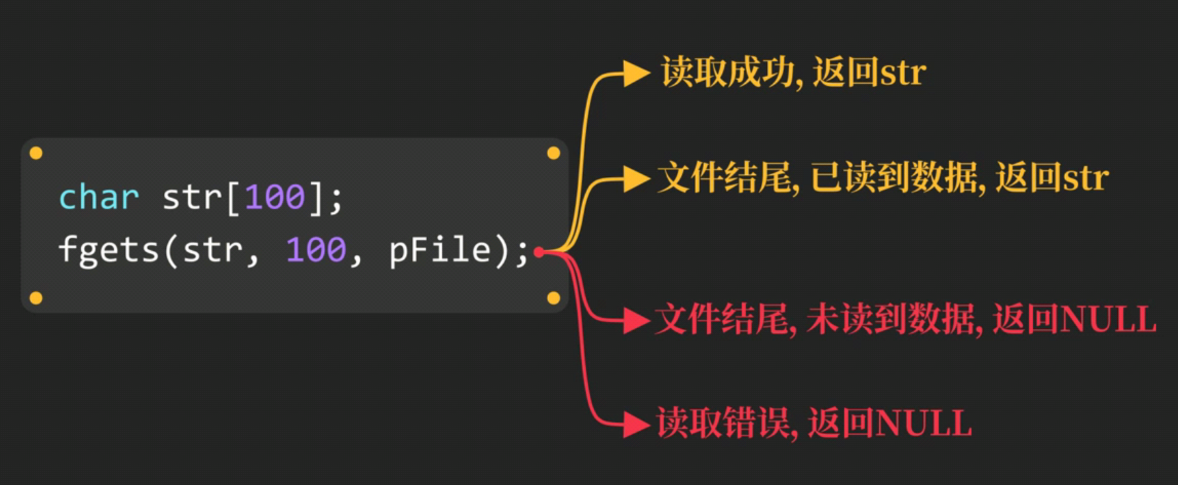 char str[100];
fgets(str, 100, pFile);
读取成功, 返回str
文件结尾, 已读到数据, 返回str
文件结尾, 未读到数据, 返回NULL
读取错误, 返回NULL